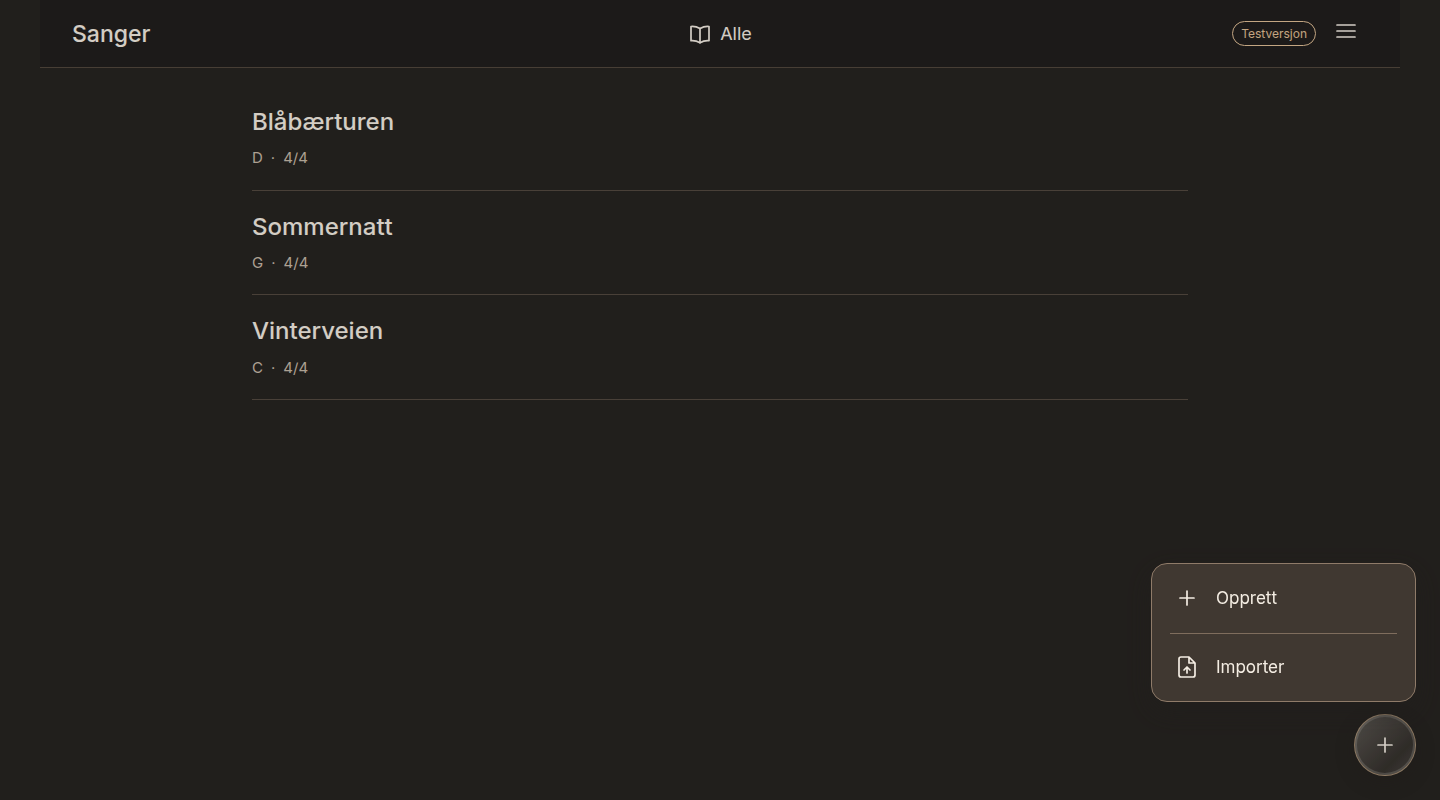 Sanger
Alle
Testversjon
Blåbærturen
D · 4/4
Sommernatt
G · 4/4
Vinterveien
C · 4/4
Opprett
Importer